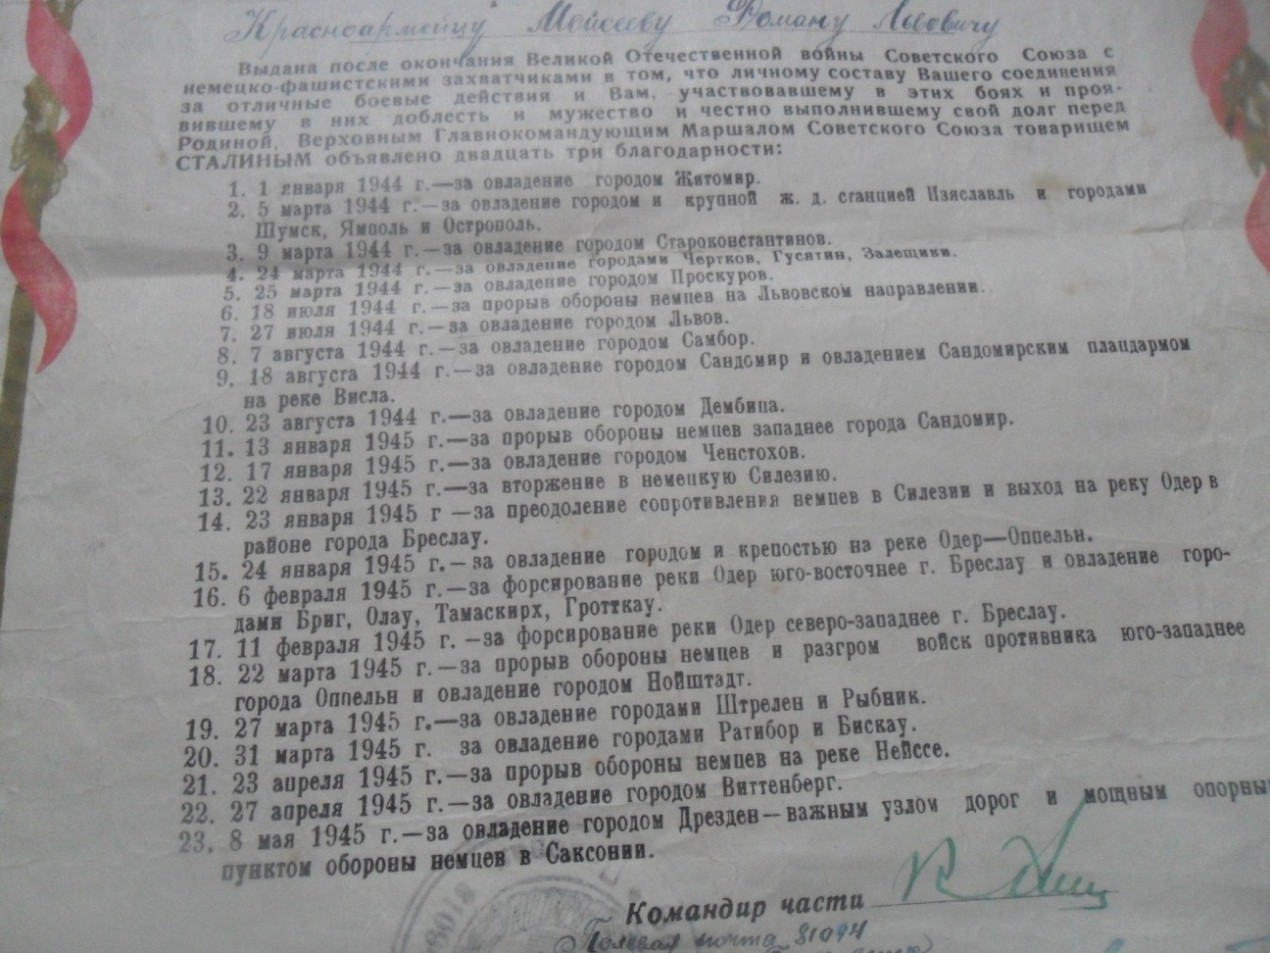 Красноармейцу Мойсееву Роману Львовичу
Выдана после окончания Великой Отечественной войны Советского Союза с
немецко-фашистскими захватчиками в том, что личному составу Вашего соединения
за отличные боевые действия и Вам, участвовавшему в этих боях и проя-
вившему в них доблесть и мужество и честно выполнившему свой долг перед
Родиной, Верховным Главнокомандующим Маршалом Советского Союза товарищем
СТАЛИНЫМ объявлено двадцать три благодарности:
1. 1 января 1944 г.—за овладение городом Житомир.
2. 5 марта 1944 г.—за овладение городом и крупной ж. д. станцией Изяславль и городами
Шумск, Ямполь и Острополь.
3. 9 марта 1944 г.—за овладение городом Староконстантинов.
4. 24 марта 1944 г.—за овладение городами Чертков, Гусятин, Залещики.
5. 25 марта 1944 г.—за овладение городом Проскуров.
6. 18 июля 1944 г.—за прорыв обороны немцев на Львовском направлении.
7. 27 июля 1944 г.—за овладение городом Львов.
8. 7 августа 1944 г.—за овладение городом Самбор.
9. 18 августа 1944 г.—за овладение городом Сандомир и овладением Сандомирским плацдармом
на реке Висла.
10. 23 августа 1944 г.—за овладение городом Дембица.
11. 13 января 1945 г.—за прорыв обороны немцев западнее города Сандомир.
12. 17 января 1945 г.—за овладение городом Ченстохов.
13. 22 января 1945 г.—за вторжение в немецкую Силезию.
14. 23 января 1945 г —за преодоление сопротивления немцев в Силезии и выход на реку Одер в
районе города Бреслау.
15. 24 января 1945 г.—за овладение городом и крепостью на реке Одер—Оппельн.
16. 6 февраля 1945 г.—за форсирование реки Одер юго-восточнее г. Бреслау и овладение горо-
дами Бриг, Олау, Тамаскирх, Гротткау.
17. 11 февраля 1945 г. —за форсирование реки Одер северо-западнее г. Бреслау.
18. 22 марта 1945 г.—за прорыв обороны немцев и разгром войск противника юго-западнее
города Оппельн и овладение городом Нойштадт.
19. 27 марта 1945 г.—за овладение городами Штрелен и Рыбник.
20. 31 марта 1945 г. за овладение городами Ратибор и Бискау.
21. 23 апреля 1945 г.—за прорыв обороны немцев на реке Нейссе.
22. 27 апреля 1945 г.—за овладение городом Виттенберг.
23. 8 мая 1945 г.—за овладение городом Дрезден—важным узлом дорог и мощным опорным
пунктом обороны немцев в Саксонии.
Командир части
Полевая почта 81094